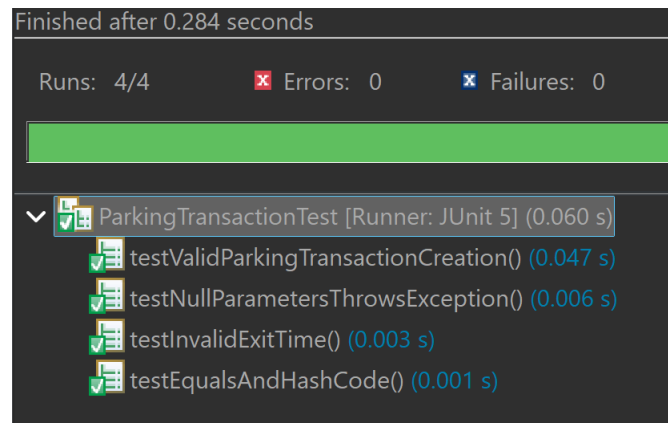 Finished after 0.284 seconds
Runs: 4/4 Errors: 0 Failures: 0
ParkingTransactionTest [Runner: JUnit 5] (0.060 s)
testValidParkingTransactionCreation() (0.047 s)
testNullParametersThrowsException() (0.006 s)
testInvalidExitTime() (0.003 s)
testEqualsAndHashCode() (0.001 s)